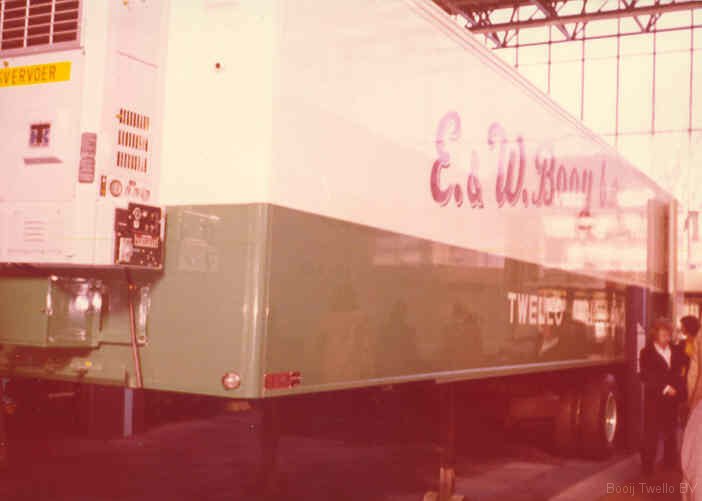 VERVOER
E. & W. Booy b.v.
TWELLO
Booij Twello BV